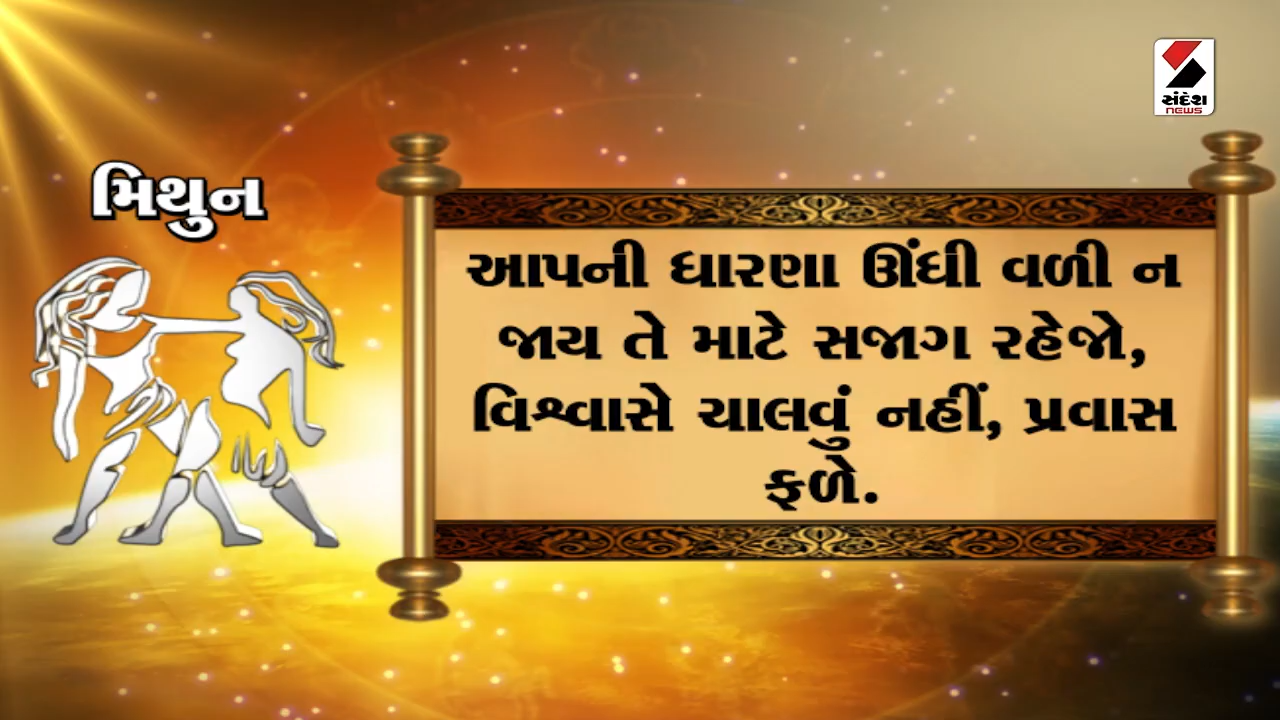 સંદેશ
NEWS
મિથુન
આપની ધારણા ઊંધી વળી ન
જાય તે માટે સજાગ રહેજો,
વિશ્વાસે ચાલવું નહીં, પ્રવાસ
ફળે.